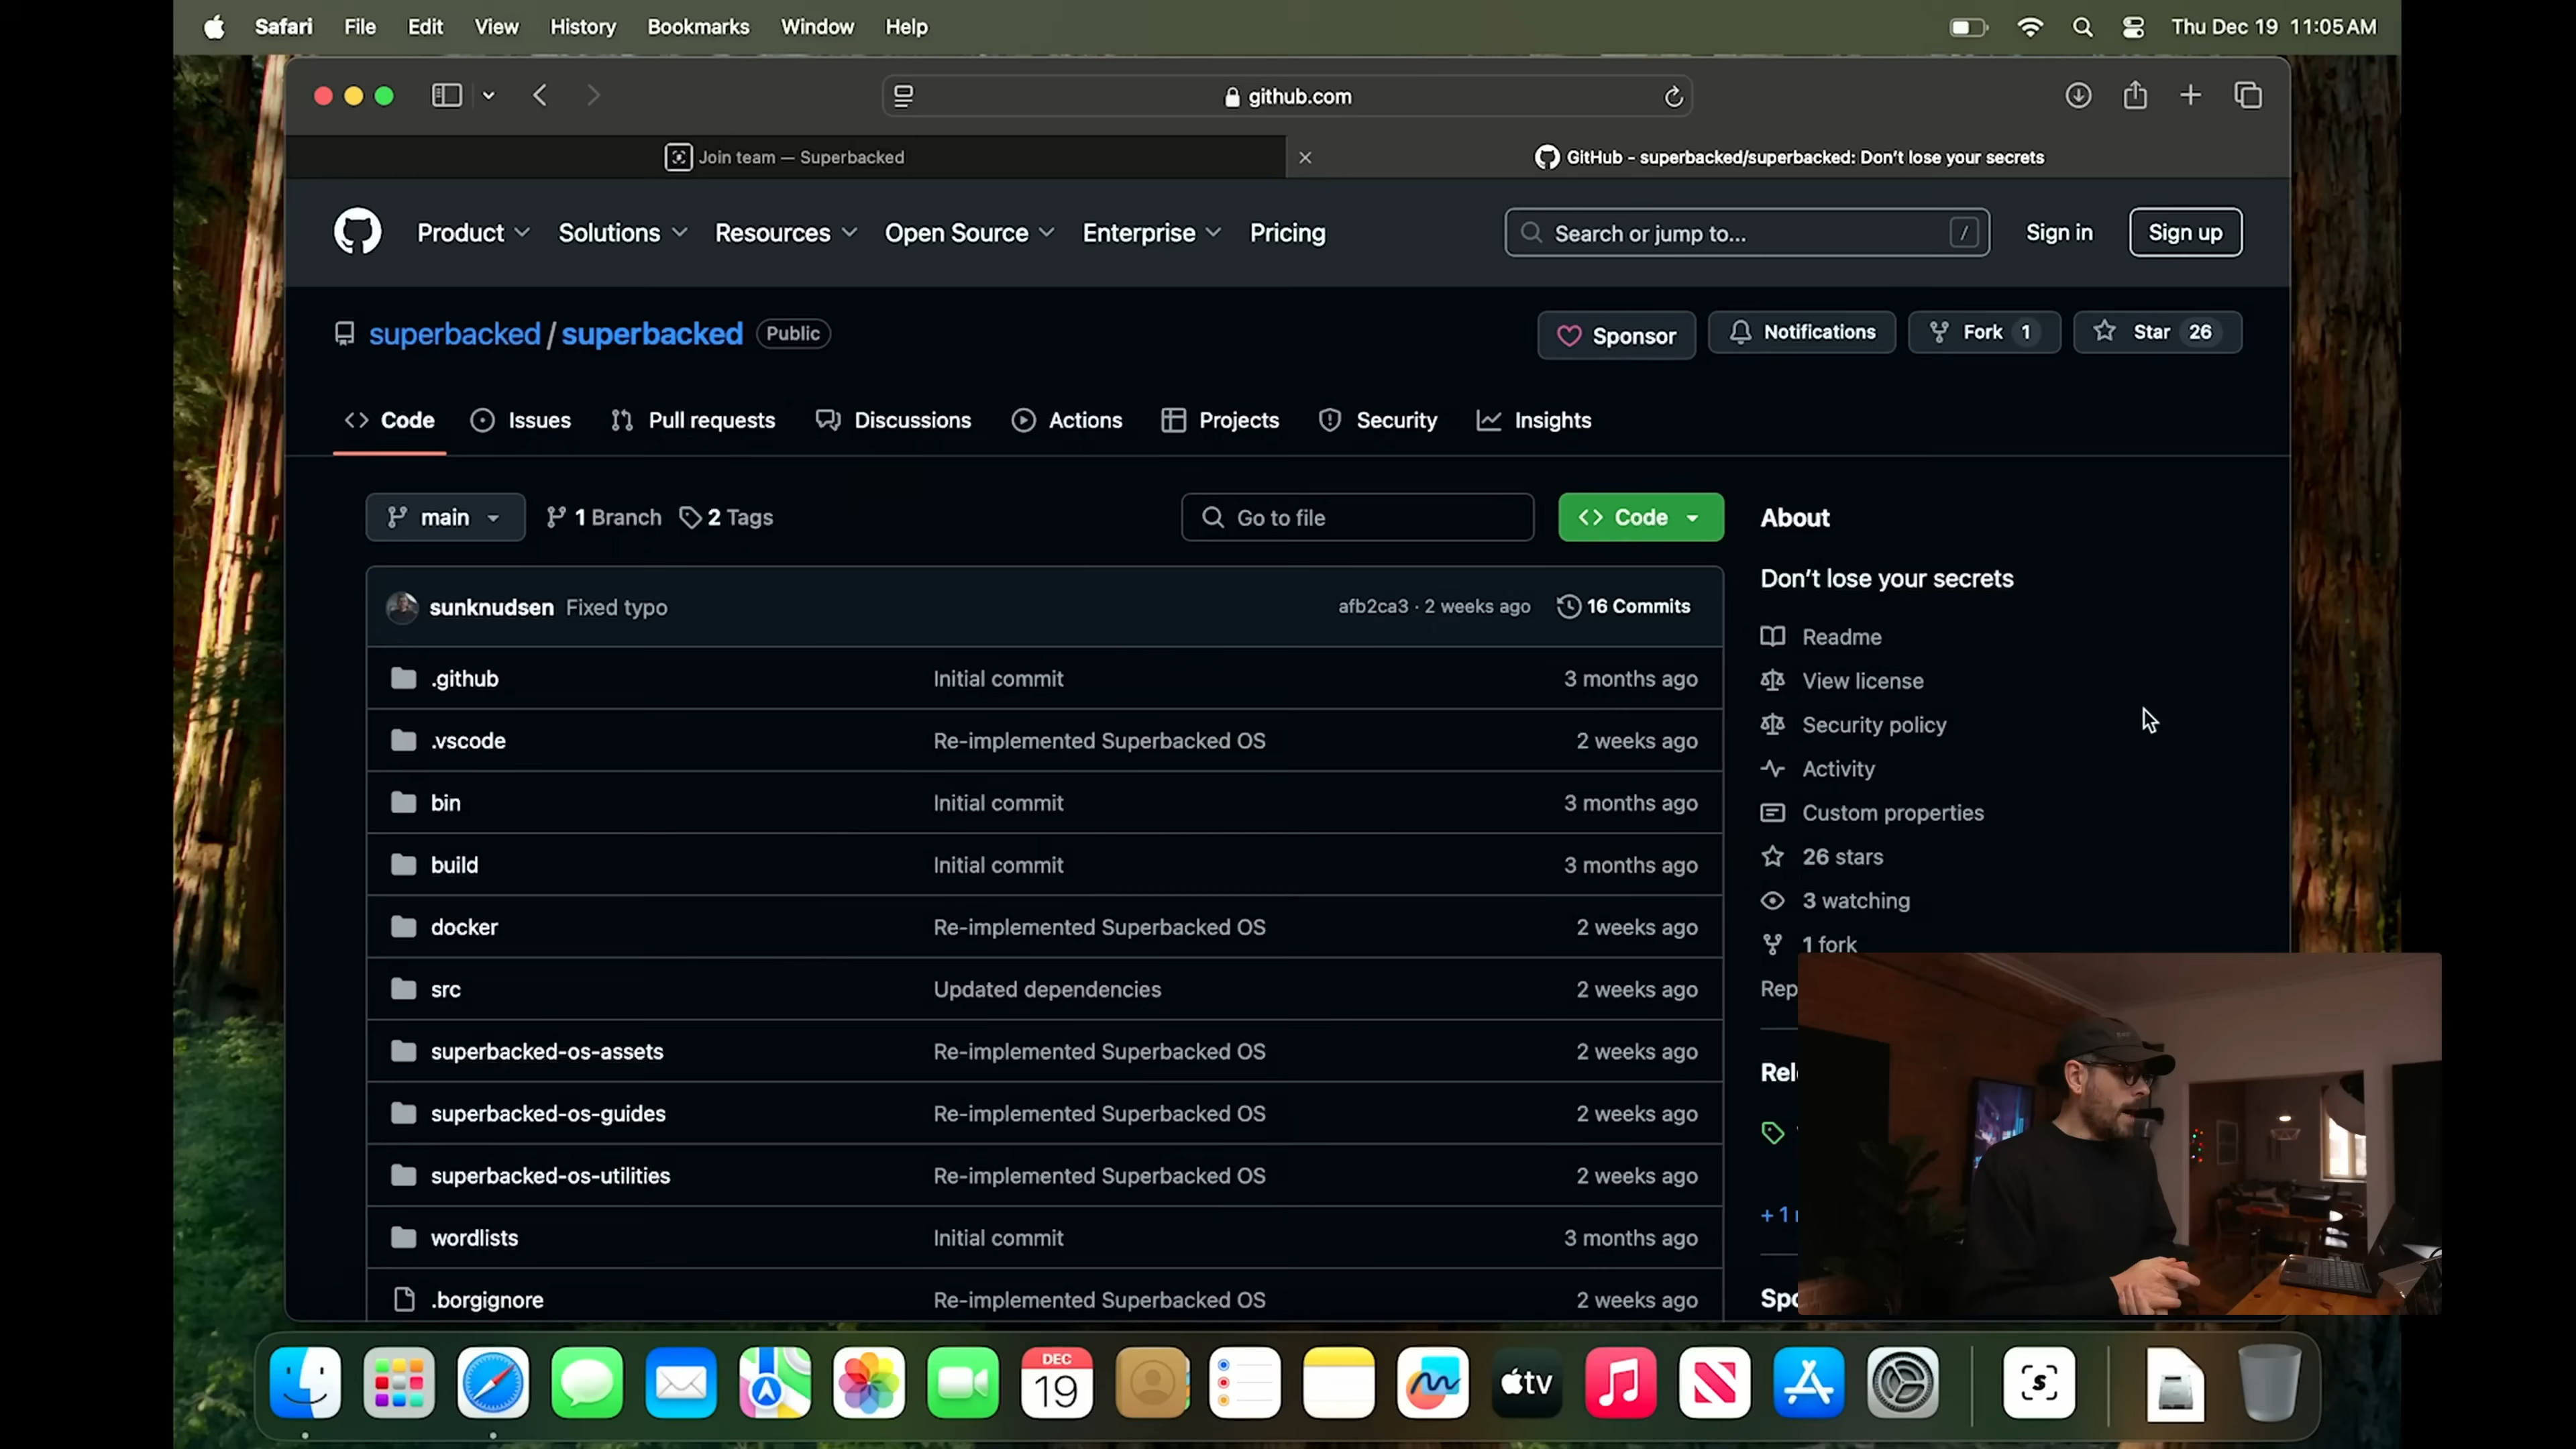 Safari File Edit View History Bookmarks Window Help Thu Dec 19 11:05 AM
github.com
Join team — Superbacked
GitHub - superbacked/superbacked: Don’t lose your secrets
Product Solutions Resources Open Source Enterprise Pricing Search or jump to... / Sign in Sign up
superbacked / superbacked Public Sponsor Notifications Fork 1 Star 26
Code Issues Pull requests Discussions Actions Projects Security Insights
main 1 Branch 2 Tags Go to file Code
sunknudsen Fixed typo afb2ca3 · 2 weeks ago 16 Commits
.github Initial commit 3 months ago
.vscode Re-implemented Superbacked OS 2 weeks ago
bin Initial commit 3 months ago
build Initial commit 3 months ago
docker Re-implemented Superbacked OS 2 weeks ago
src Updated dependencies 2 weeks ago
superbacked-os-assets Re-implemented Superbacked OS 2 weeks ago
superbacked-os-guides Re-implemented Superbacked OS 2 weeks ago
superbacked-os-utilities Re-implemented Superbacked OS 2 weeks ago
wordlists Initial commit 3 months ago
.borgignore Re-implemented Superbacked OS 2 weeks ago
About
Don’t lose your secrets
Readme
View license
Security policy
Activity
Custom properties
26 stars
3 watching
1 fork
DEC
19
tv